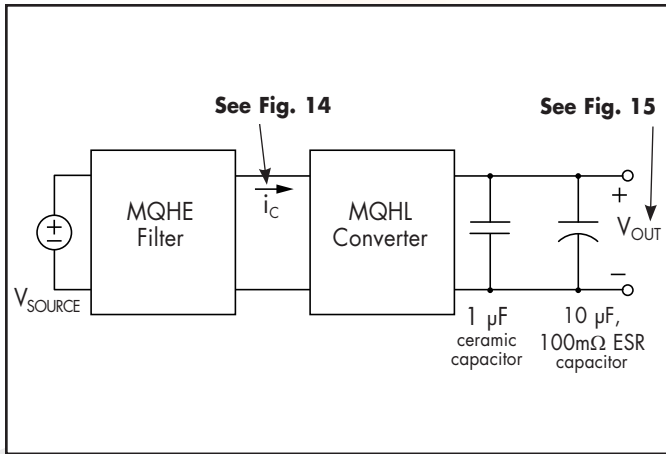 See Fig. 14
See Fig. 15
MQHE
Filter
i_C
MQHL
Converter
+
V_OUT
−
+
−
V_SOURCE
1 µF
ceramic
capacitor
10 µF,
100mΩ ESR
capacitor